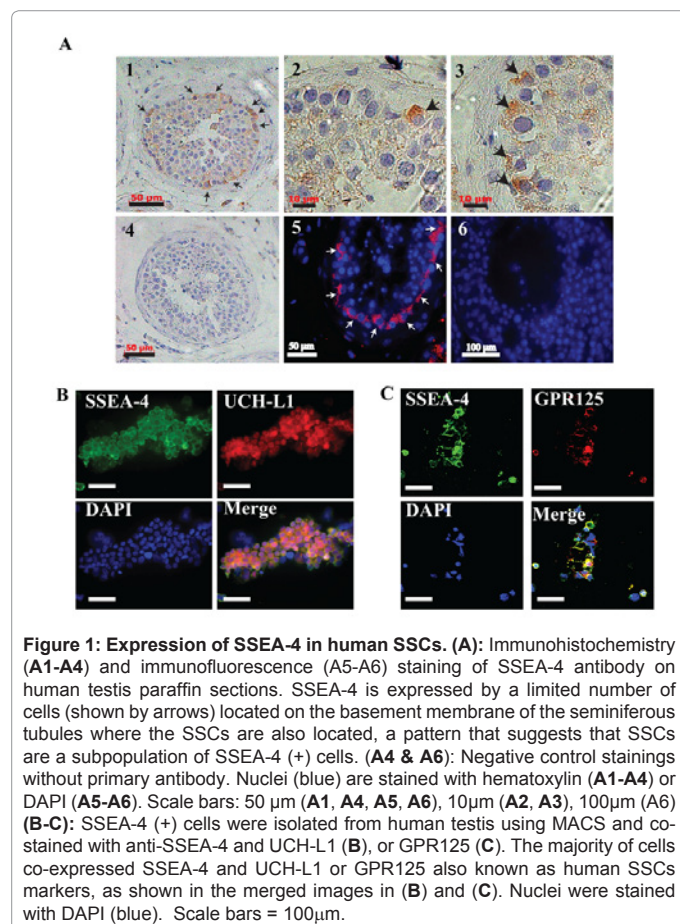 A
1
2
3
50 µm
10 µm
10 µm
4
5
6
50 µm
50 µm
100 µm
B
SSEA-4
UCH-L1
DAPI
Merge
C
SSEA-4
GPR125
DAPI
Merge
Figure 1: Expression of SSEA-4 in human SSCs. (A): Immunohistochemistry
(A1-A4) and immunofluorescence (A5-A6) staining of SSEA-4 antibody on
human testis paraffin sections. SSEA-4 is expressed by a limited number of
cells (shown by arrows) located on the basement membrane of the seminiferous
tubules where the SSCs are also located, a pattern that suggests that SSCs
are a subpopulation of SSEA-4 (+) cells. (A4 & A6): Negative control stainings
without primary antibody. Nuclei (blue) are stained with hematoxylin (A1-A4) or
DAPI (A5-A6). Scale bars: 50 µm (A1, A4, A5, A6), 10µm (A2, A3), 100µm (A6)
(B-C): SSEA-4 (+) cells were isolated from human testis using MACS and co-
stained with anti-SSEA-4 and UCH-L1 (B), or GPR125 (C). The majority of cells
co-expressed SSEA-4 and UCH-L1 or GPR125 also known as human SSCs
markers, as shown in the merged images in (B) and (C). Nuclei were stained
with DAPI (blue). Scale bars = 100µm.